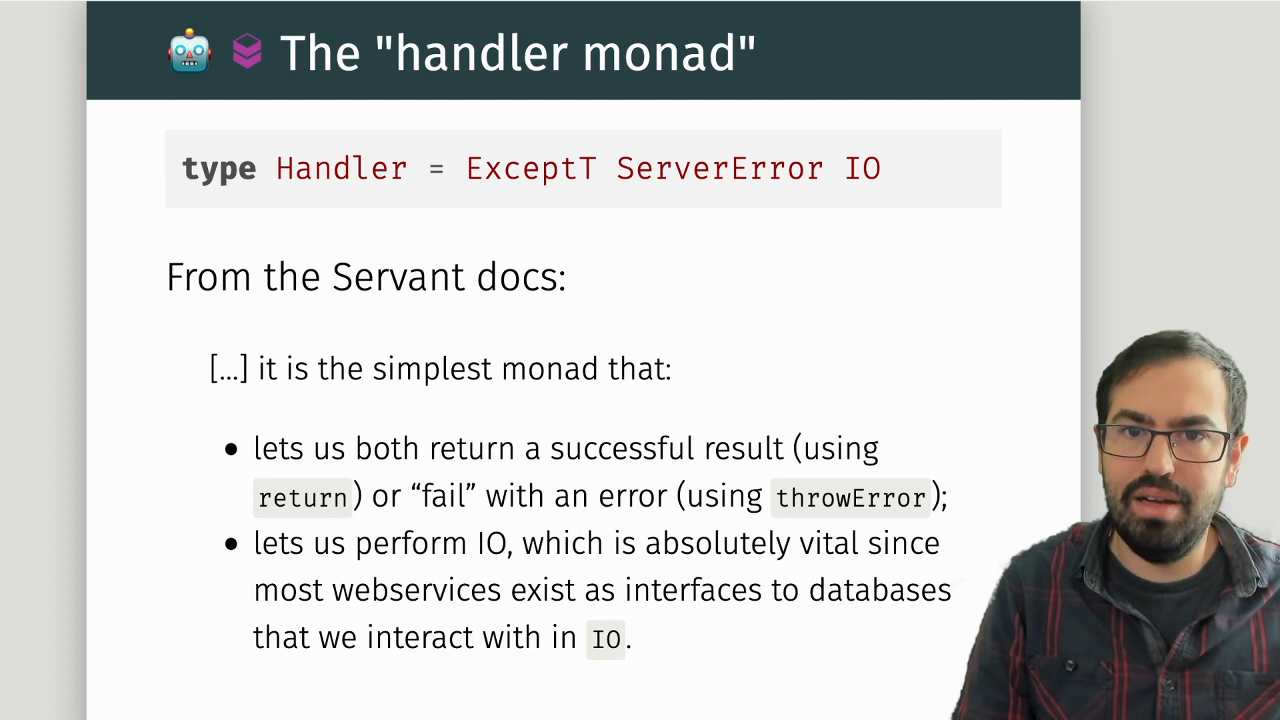 The "handler monad"
type Handler = ExceptT ServerError IO
From the Servant docs:
[...] it is the simplest monad that:
• lets us both return a successful result (using
return) or “fail” with an error (using throwError);
• lets us perform IO, which is absolutely vital since
most webservices exist as interfaces to databases
that we interact with in IO.